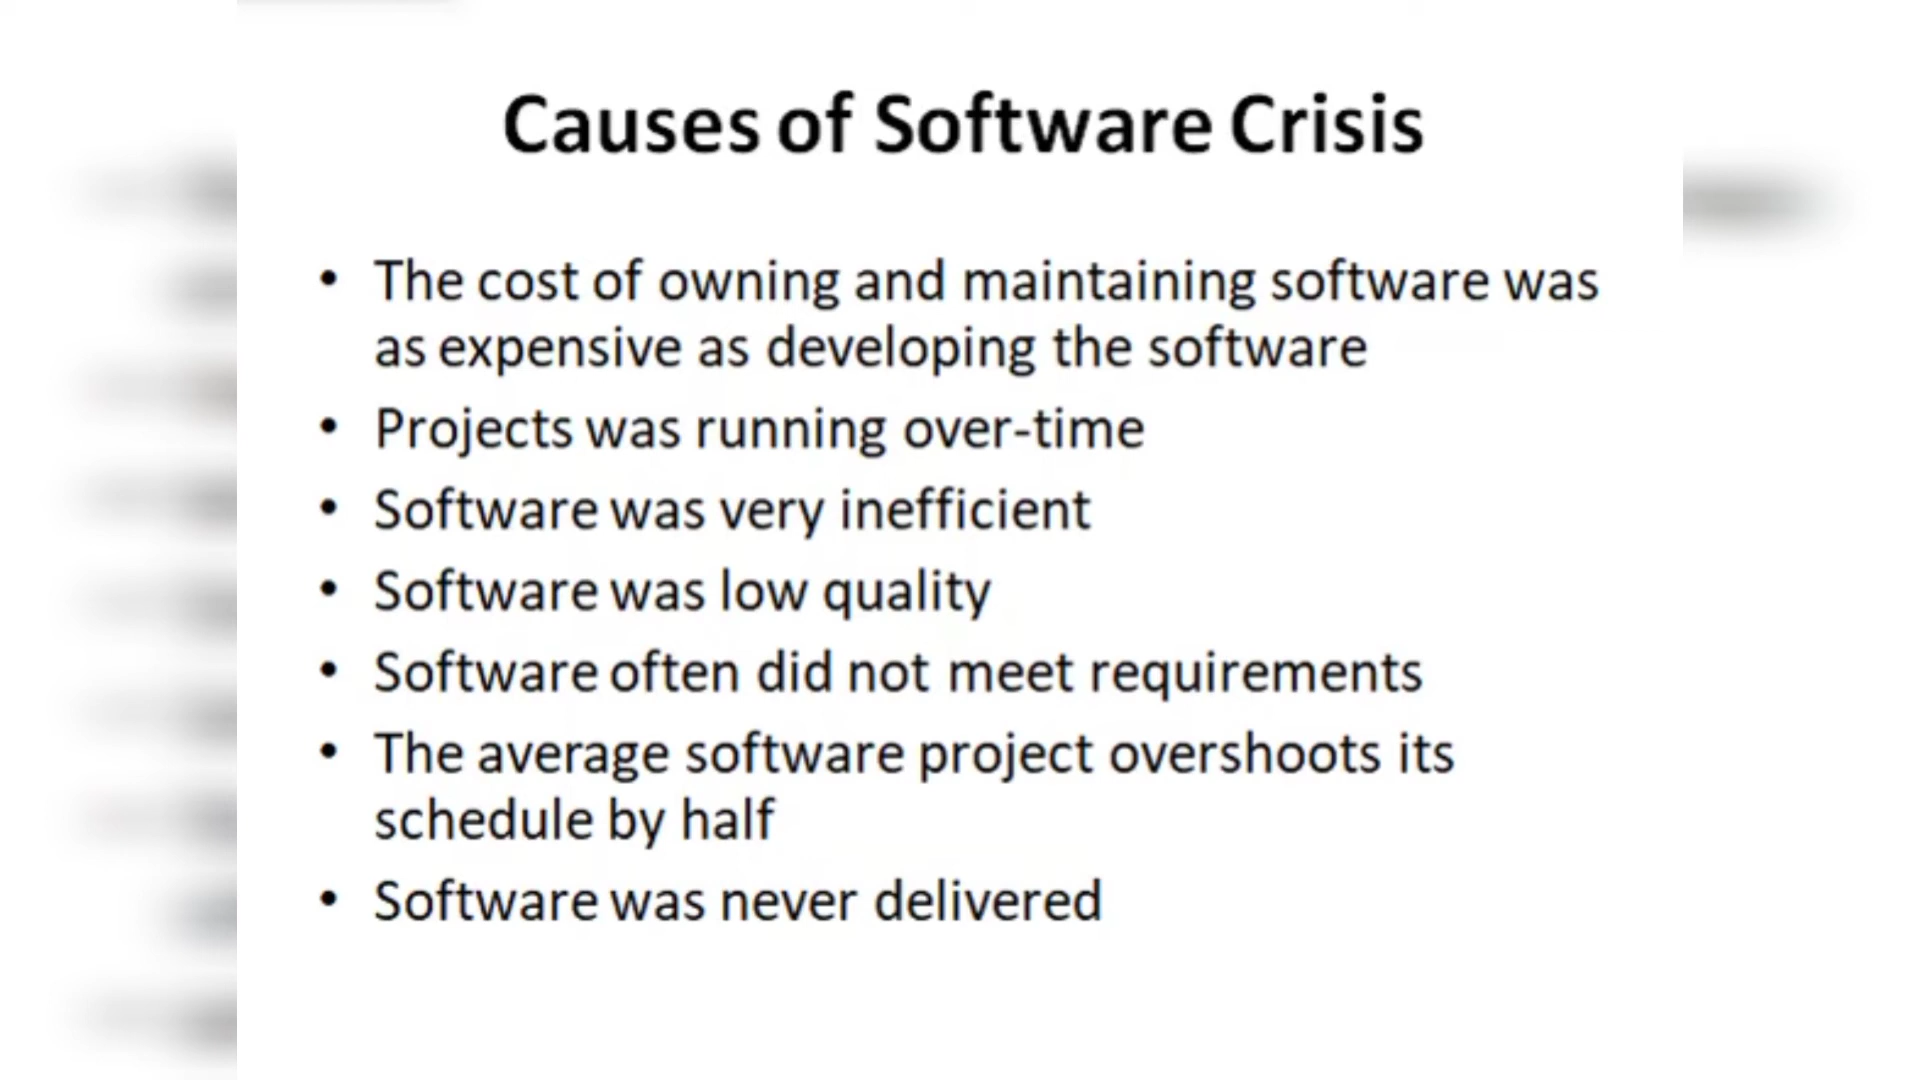 Causes of Software Crisis
• The cost of owning and maintaining software was
as expensive as developing the software
• Projects was running over-time
• Software was very inefficient
• Software was low quality
• Software often did not meet requirements
• The average software project overshoots its
schedule by half
• Software was never delivered